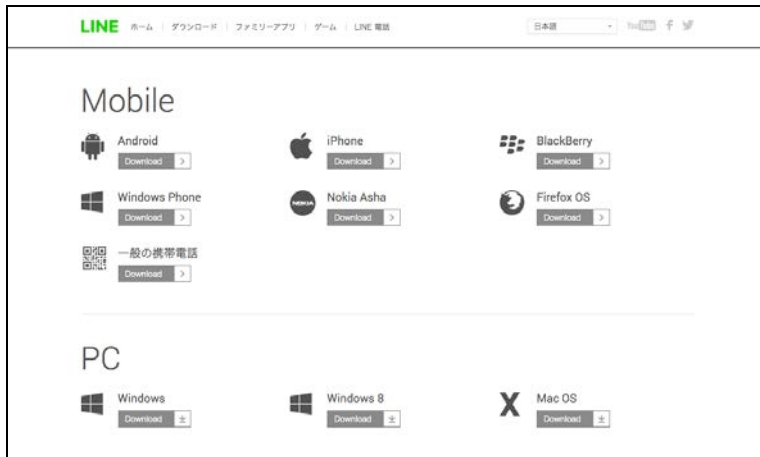 LINE ホーム ダウンロード ファミリーアプリ ゲーム LINE 電話 日本語 YouTube
Mobile
Android iPhone BlackBerry
Download Download Download
Windows Phone Nokia Asha Firefox OS
NOKIA
Download Download Download
一般の携帯電話
Download
PC
Windows Windows 8 Mac OS
Download Download Download